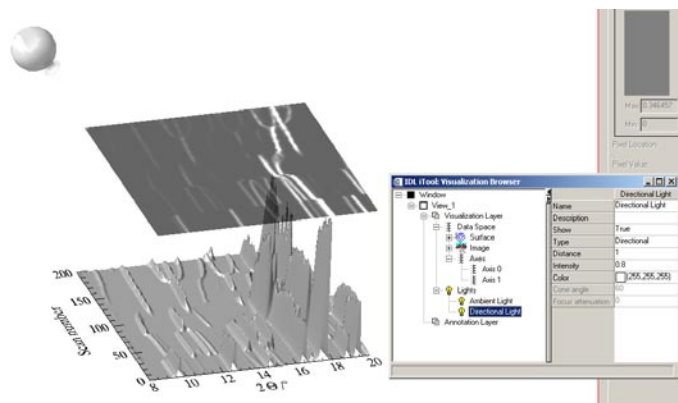 Max 0.346457
Min 0
Pixel Location:
Pixel Value:
IDL iTool: Visualization Browser
Window
View_1
Visualization Layer
Data Space
Surface
Image
Axes
Axis 0
Axis 1
Lights
Ambient Light
Directional Light
Annotation Layer
Directional Light
Name Directional Light
Description
Show True
Type Directional
Distance 1
Intensity 0.8
Color (255,255,255)
Cone angle 60
Focus attenuation 0
200
150
100
50
0
Scan number
8 10 12 14 16 18 20
2 Θ Γ